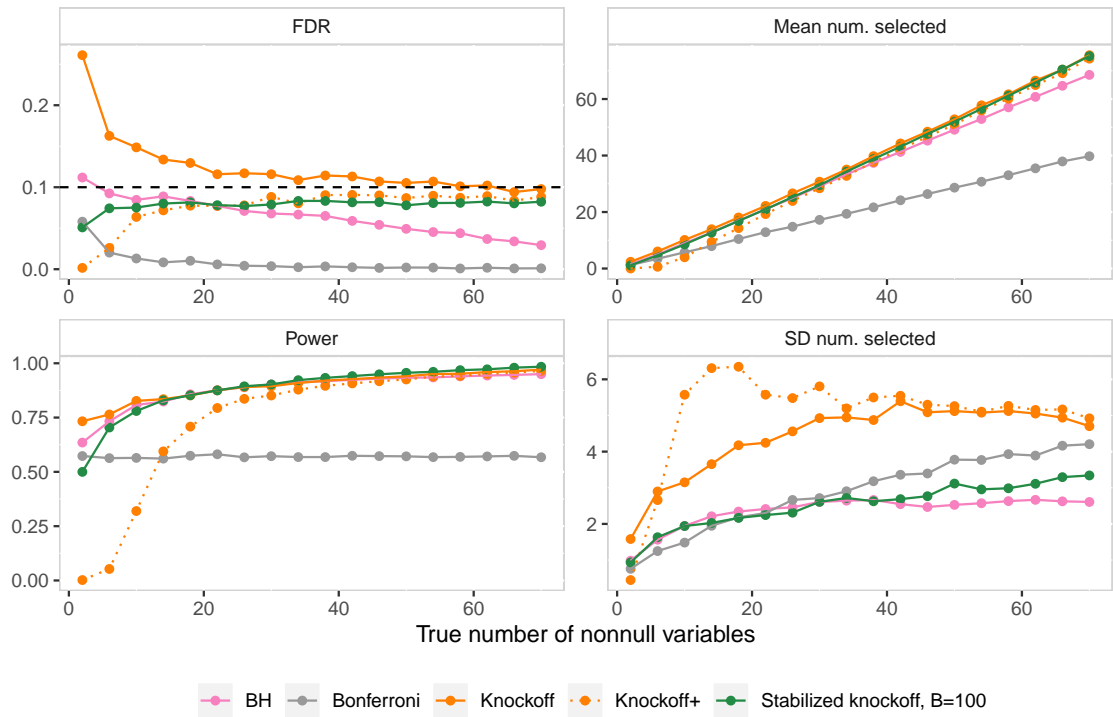 FDR
Mean num. selected
0.2
0.1
0.0
60
40
20
0
0 20 40 60
0 20 40 60
Power
SD num. selected
1.00
0.75
0.50
0.25
0.00
6
4
2
0 20 40 60
0 20 40 60
True number of nonnull variables
BH Bonferroni Knockoff Knockoff+ Stabilized knockoff, B=100